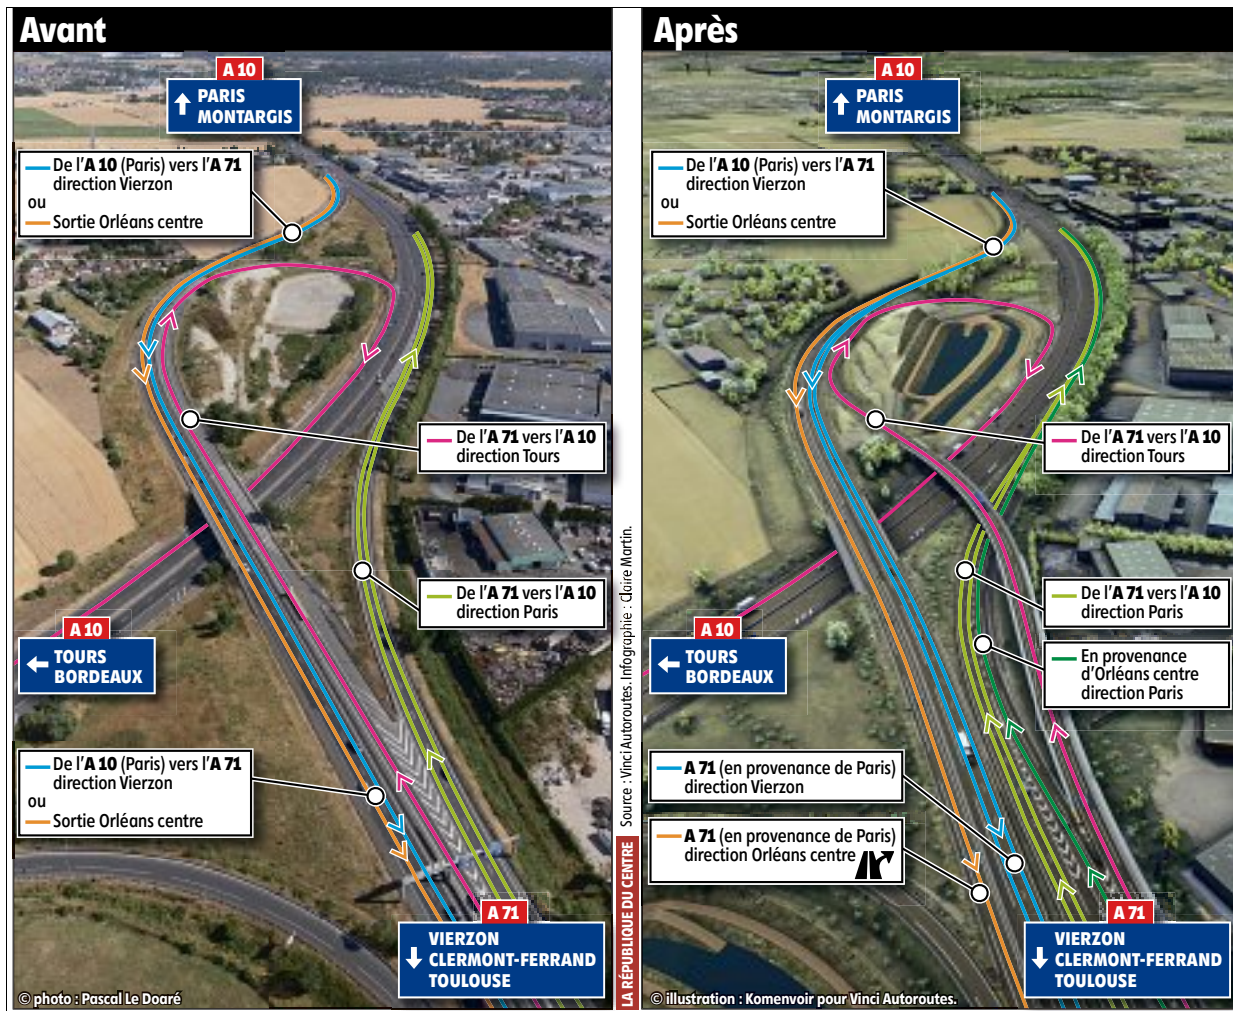 Avant
A 10
PARIS
MONTARGIS
De l'A 10 (Paris) vers l'A 71
direction Vierzon
ou
Sortie Orléans centre
De l'A 71 vers l'A 10
direction Tours
De l'A 71 vers l'A 10
direction Paris
A 10
TOURS
BORDEAUX
De l'A 10 (Paris) vers l'A 71
direction Vierzon
ou
Sortie Orléans centre
A 71
VIERZON
CLERMONT-FERRAND
TOULOUSE
© photo : Pascal Le Doaré
Source : Vinci Autoroutes. Infographie : Claire Martin.
LA RÉPUBLIQUE DU CENTRE
Après
A 10
PARIS
MONTARGIS
De l'A 10 (Paris) vers l'A 71
direction Vierzon
ou
Sortie Orléans centre
De l'A 71 vers l'A 10
direction Tours
De l'A 71 vers l'A 10
direction Paris
En provenance
d'Orléans centre
direction Paris
A 10
TOURS
BORDEAUX
A 71 (en provenance de Paris)
direction Vierzon
A 71 (en provenance de Paris)
direction Orléans centre
A 71
VIERZON
CLERMONT-FERRAND
TOULOUSE
© illustration : Komenvoir pour Vinci Autoroutes.